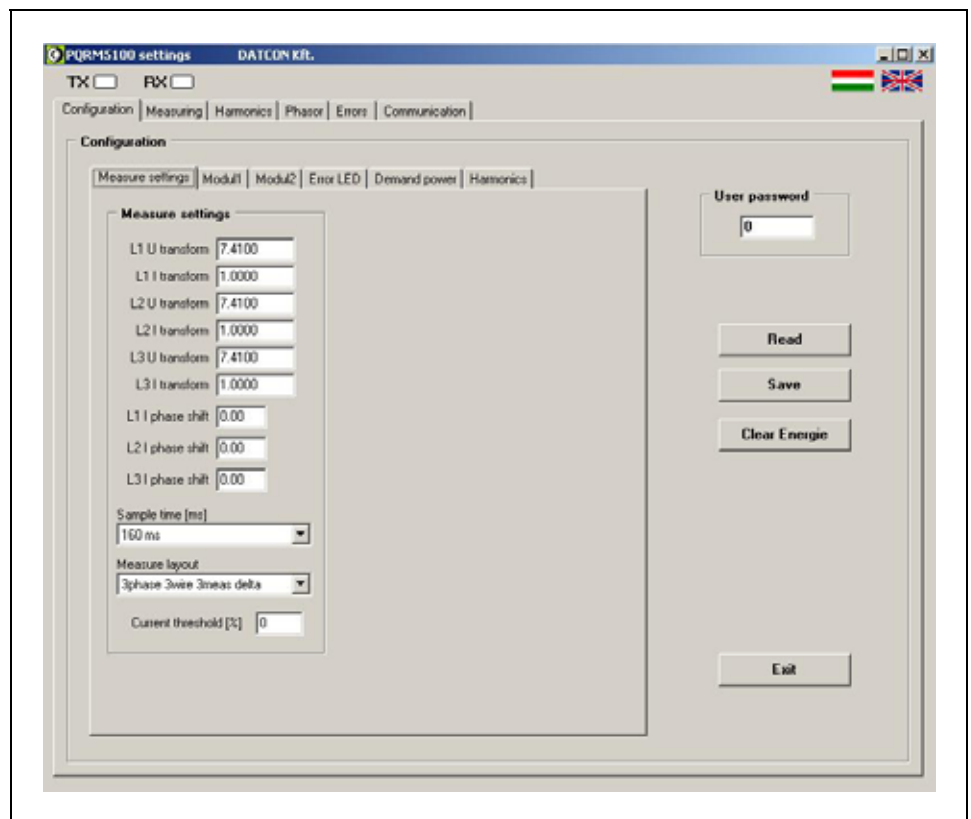 PQRM5100 settings DATCON Kft.
TX RX
Configuration Measuring Harmonics Phasor Errors Communication
Configuration
Measure settings Modul1 Modul2 Error LED Demand power Harmonics
User password
0
Measure settings
L1 U transform 7.4100
L1 I transform 1.0000
L2 U transform 7.4100
L2 I transform 1.0000
L3 U transform 7.4100
L3 I transform 1.0000
L1 I phase shift 0.00
L2 I phase shift 0.00
L3 I phase shift 0.00
Sample time [ms]
160 ms
Measure layout
3phase 3wire 3meas delta
Current threshold [%] 0
Read
Save
Clear Energie
Exit